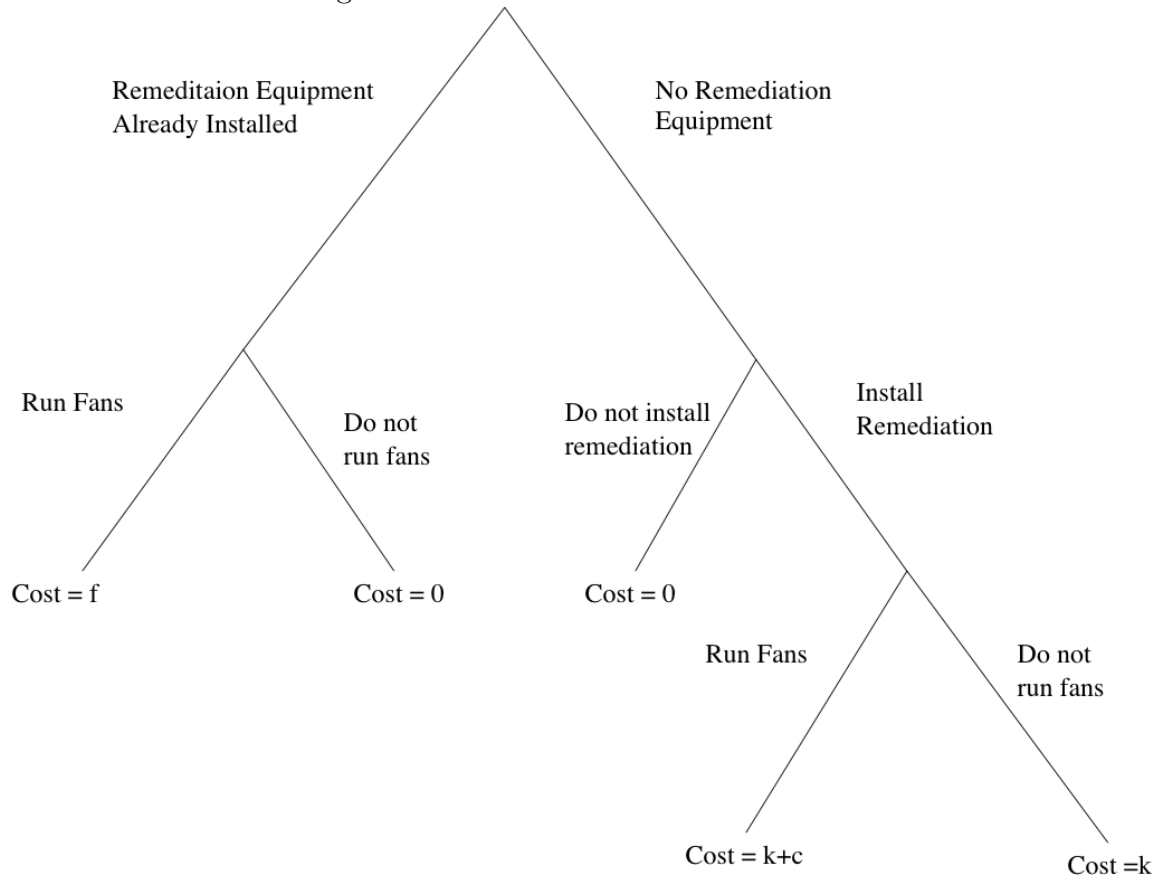 Remeditaion Equipment
Already Installed
No Remediation
Equipment
Run Fans
Do not
run fans
Do not install
remediation
Install
Remediation
Cost = f
Cost = 0
Cost = 0
Run Fans
Do not
run fans
Cost = k+c
Cost =k